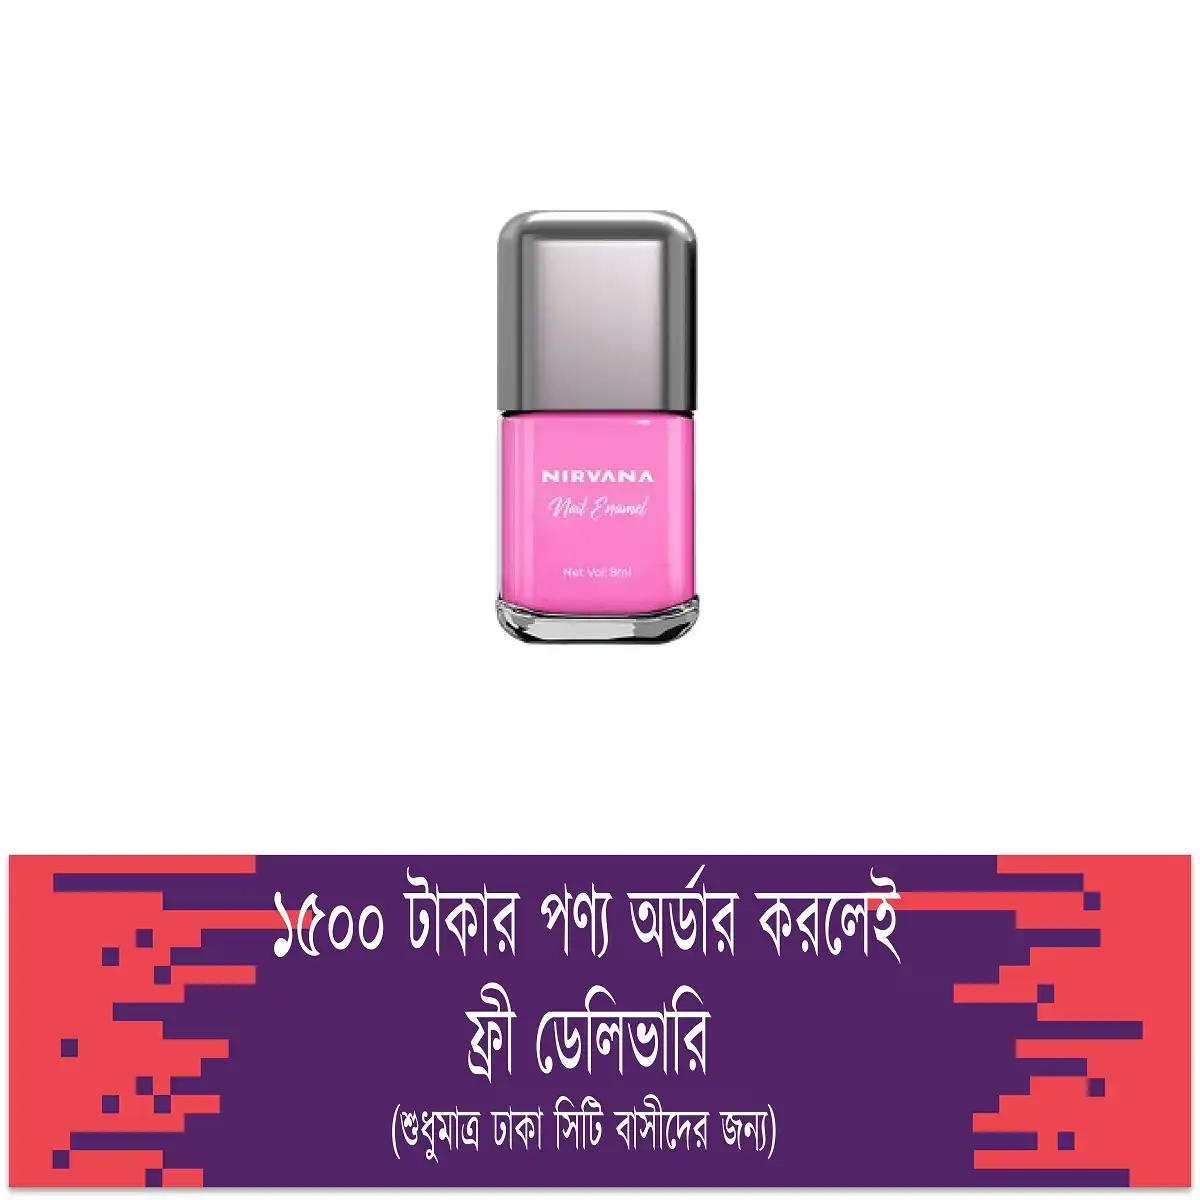 NIRVANA
Nail Enamel
Net Vol: 8ml
১৫০০ টাকার পণ্য অর্ডার করলেই
ফ্রী ডেলিভারি
(শুধুমাত্র ঢাকা সিটি বাসীদের জন্য)